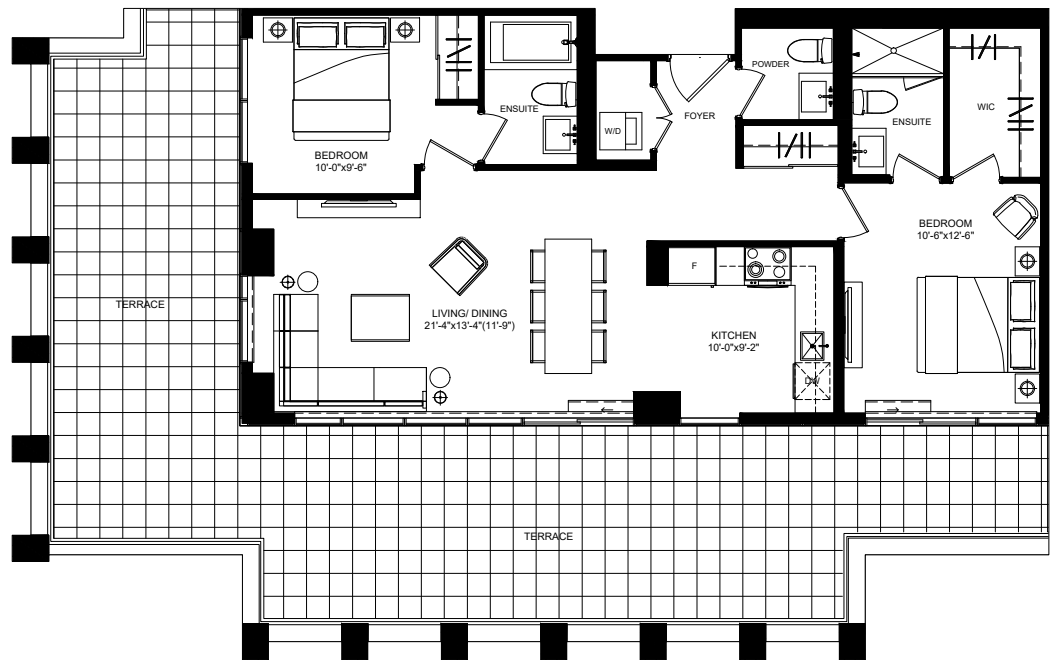 POWDER
ENSUITE
FOYER
W/D
ENSUITE
WIC
BEDROOM
10'-0"x9'-6"
BEDROOM
10'-6"x12'-6"
F
TERRACE
LIVING/ DINING
21'-4"x13'-4"(11'-9")
KITCHEN
10'-0"x9'-2"
DW
TERRACE